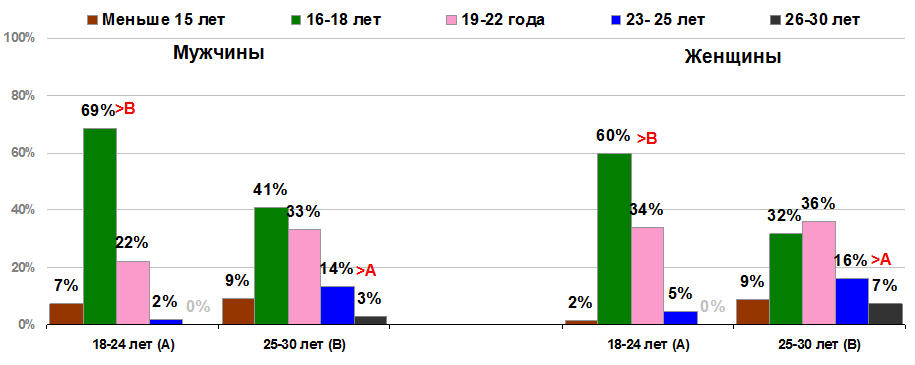 Меньше 15 лет 16-18 лет 19-22 года 23- 25 лет 26-30 лет
100%
Мужчины Женщины
80%
69% >B
60% 60% >B
41%
40%
33% 34% 32% 36%
22%
20%
14% >A 16% >A
7% 2% 0% 9% 3% 2% 5% 0% 9% 7%
0%
18-24 лет (A) 25-30 лет (B) 18-24 лет (A) 25-30 лет (B)